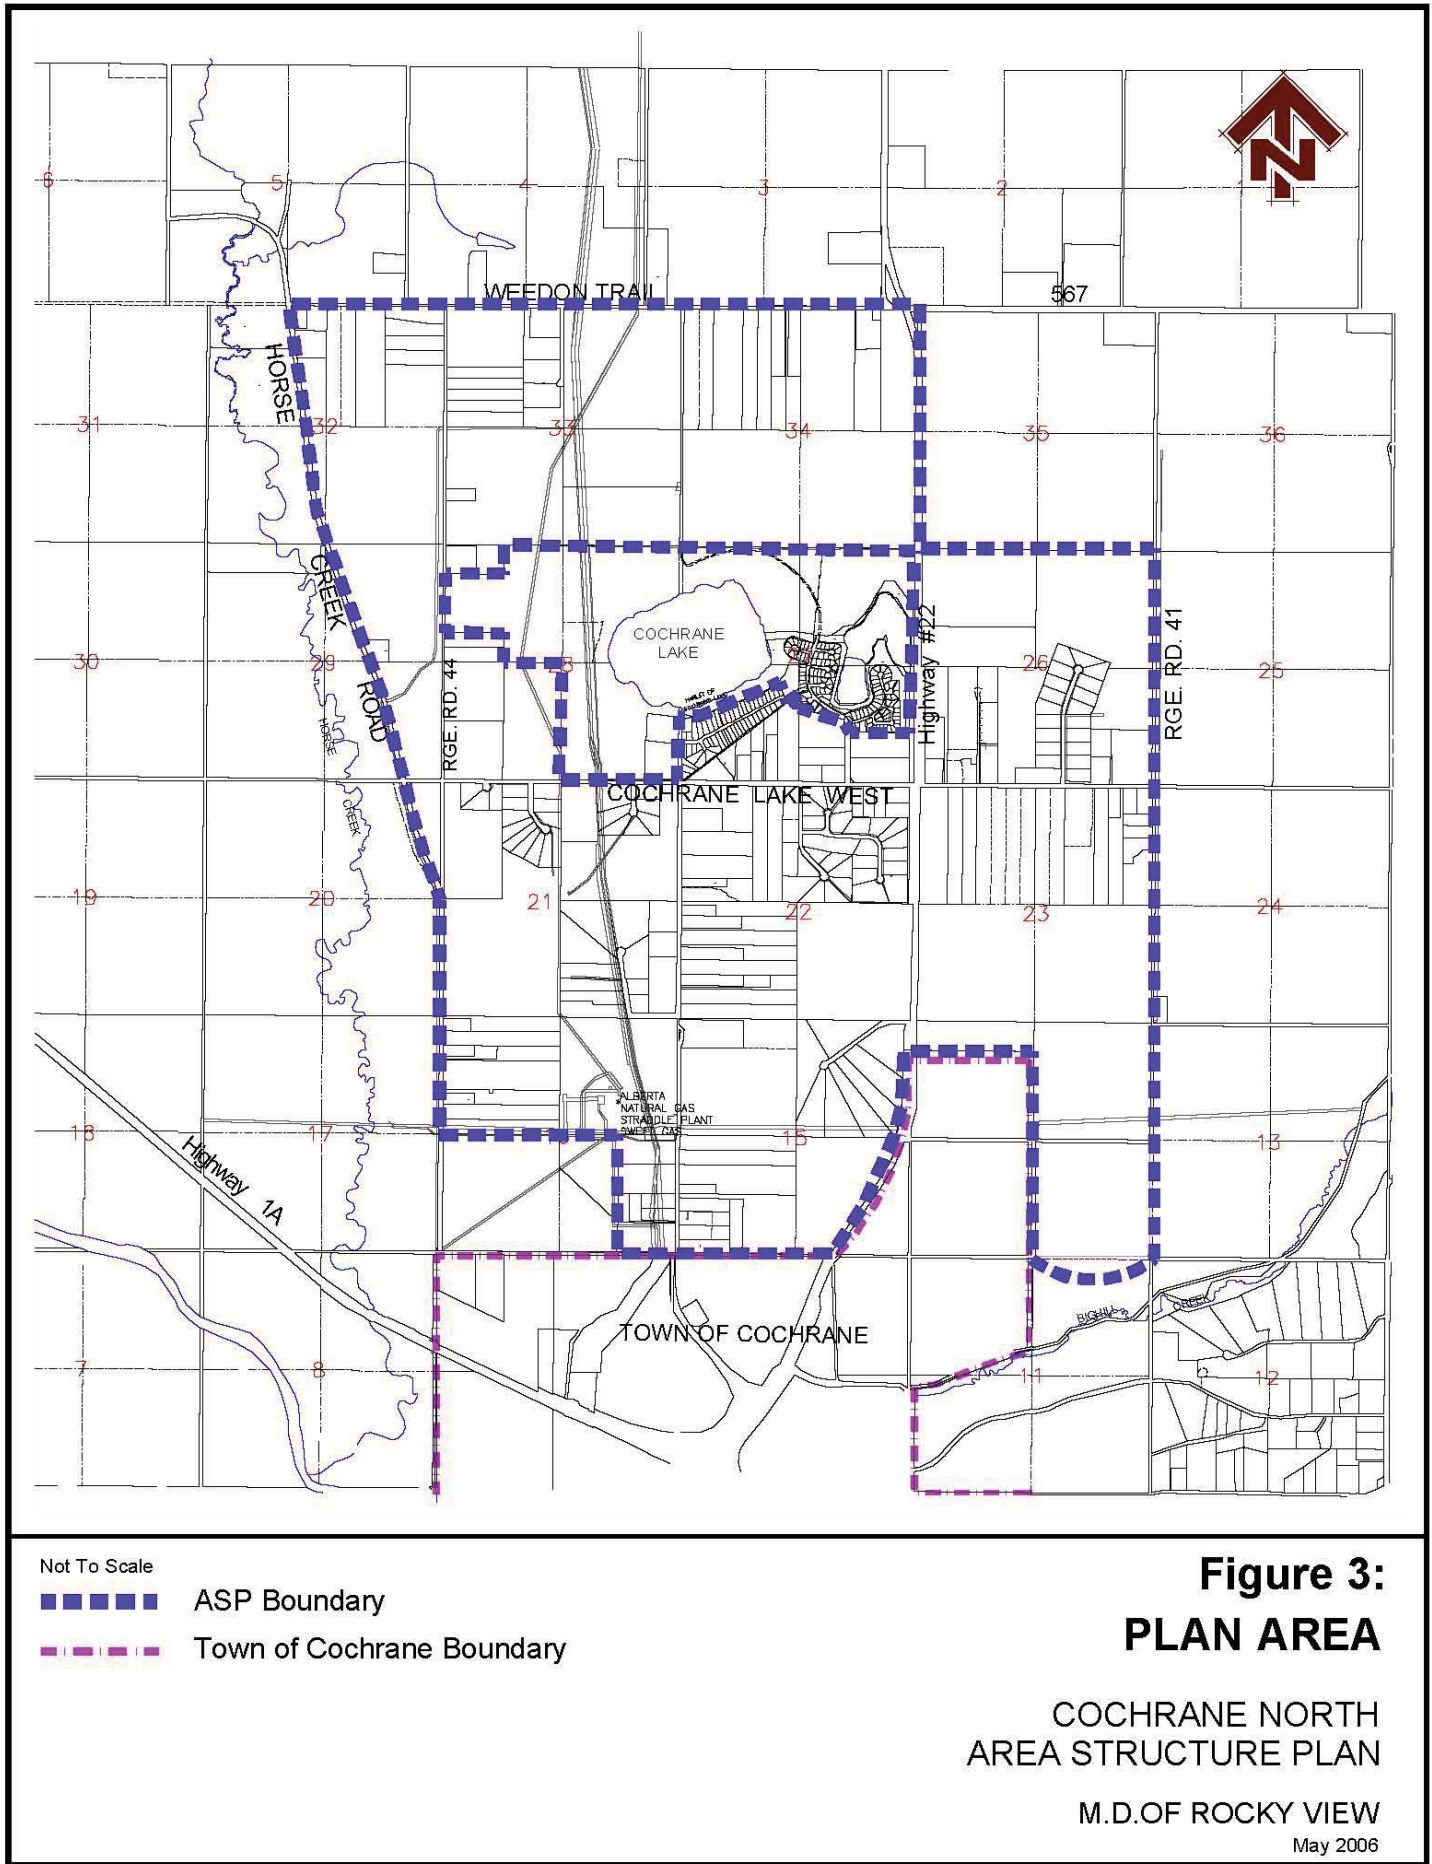 N
6
5
4
3
2
1
WEEDON TRAIL
567
HORSE
CREEK
ROAD
31
32
33
34
35
36
COCHRANE
LAKE
Highway #22
RGE. RD. 41
RGE. RD. 44
30
29
28
27
26
25
HAMLET OF
HORSE
CREEK
COCHRANE LAKE WEST
19
20
21
22
23
24
ALBERTA
NATURAL GAS
STRADDLE PLANT
SWEET GAS
18
17
15
13
Highway 1A
TOWN OF COCHRANE
BIGHILL
CREEK
7
8
11
12
Not To Scale
ASP Boundary
Town of Cochrane Boundary
Figure 3:
PLAN AREA
COCHRANE NORTH
AREA STRUCTURE PLAN
M.D.OF ROCKY VIEW
May 2006